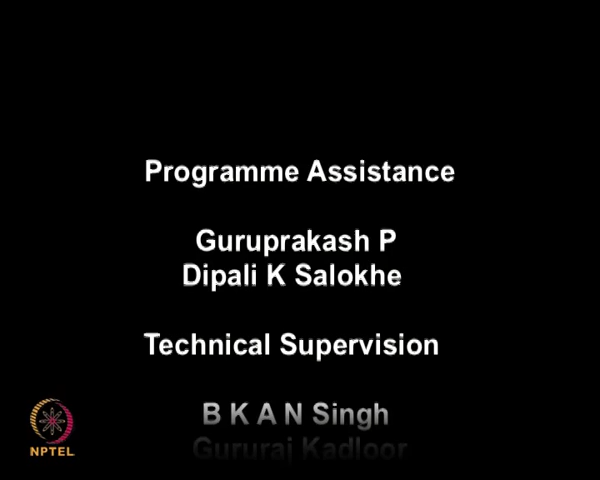 Programme Assistance
Guruprakash P
Dipali K Salokhe
Technical Supervision
B K A N Singh
Gururaj Kadloor
NPTEL